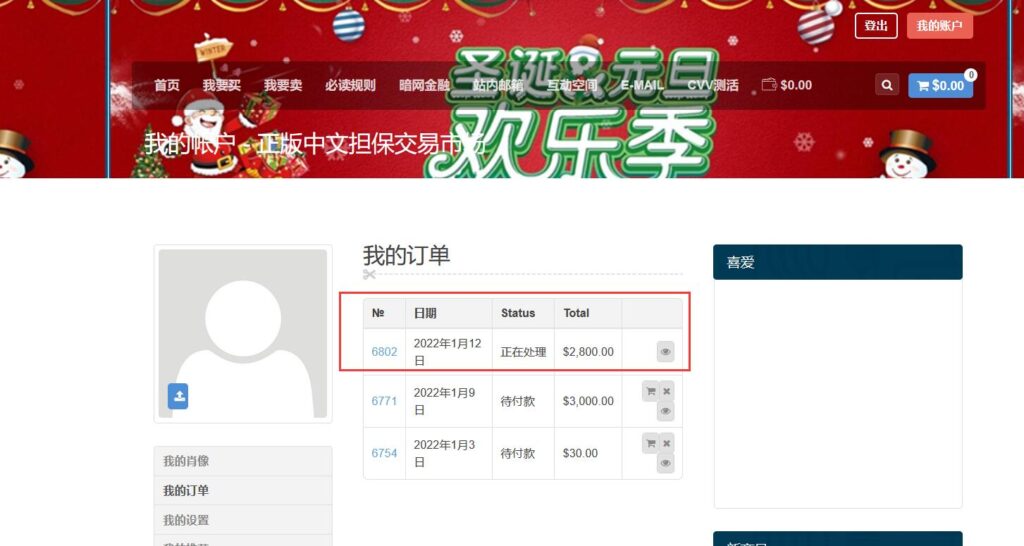 登出 我的账户
WINTER
圣诞&元旦
首页 我要买 我要卖 必读规则 暗网金融 站内邮箱 互动空间 E-MAIL CVV测活 $0.00 $0.00 0
欢乐季
我的帐户 - 正版中文担保交易市场
我的订单
喜爱
№ 日期 Status Total
6802 2022年1月12日 正在处理 $2,800.00
6771 2022年1月9日 待付款 $3,000.00
6754 2022年1月3日 待付款 $30.00
我的肖像
我的订单
我的设置